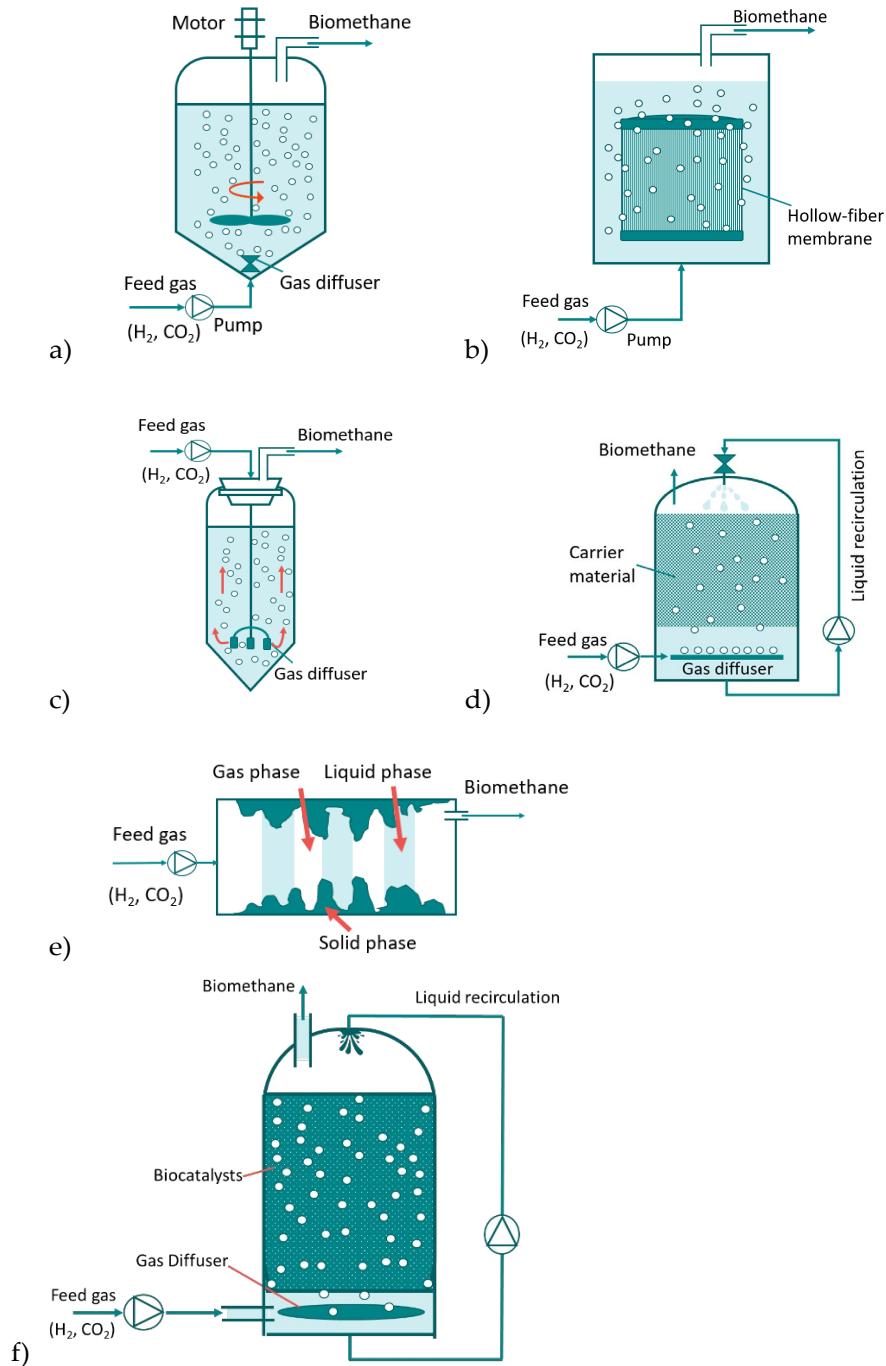 Motor
Biomethane
Gas diffuser
Feed gas
(H₂, CO₂)
Pump
a)
Biomethane
Hollow-fiber
membrane
Feed gas
(H₂, CO₂)
Pump
b)
Feed gas
(H₂, CO₂)
Biomethane
Gas diffuser
c)
Biomethane
Carrier
material
Liquid recirculation
Feed gas
(H₂, CO₂)
Gas diffuser
d)
Gas phase
Liquid phase
Biomethane
Feed gas
(H₂, CO₂)
Solid phase
e)
Biomethane
Liquid recirculation
Biocatalysts
Gas Diffuser
Feed gas
(H₂, CO₂)
f)